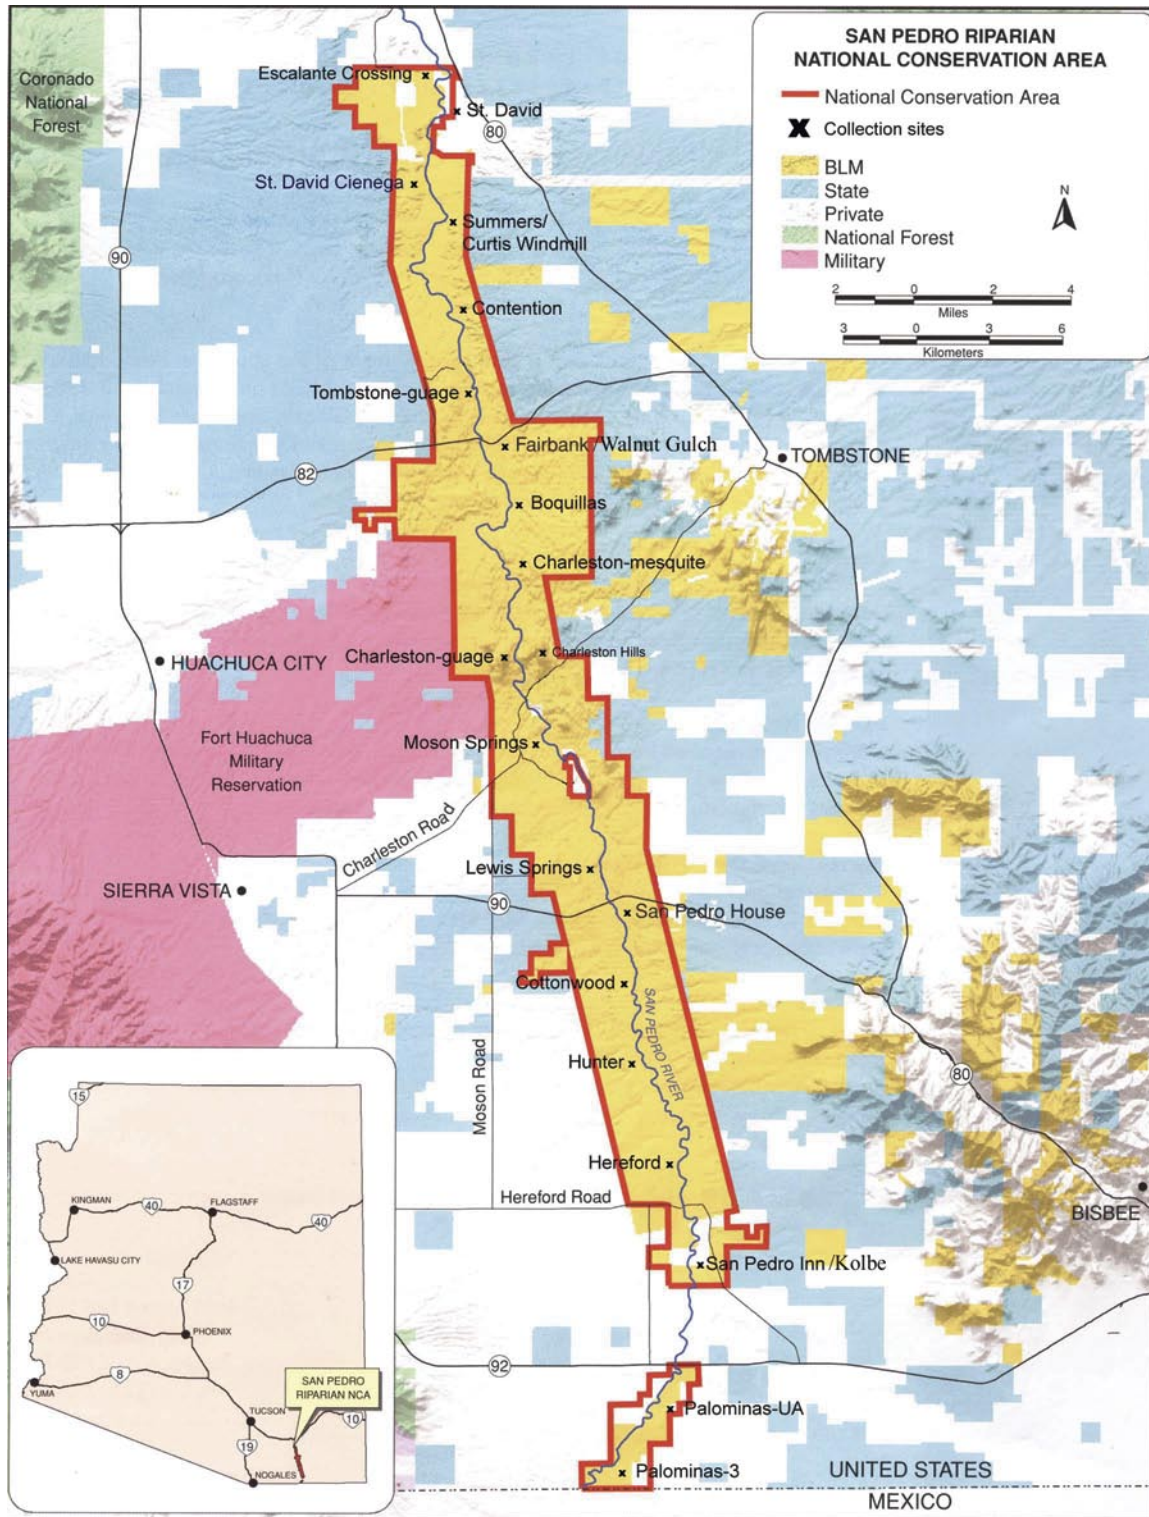 SAN PEDRO RIPARIAN
NATIONAL CONSERVATION AREA
National Conservation Area
Collection sites
BLM
State
Private
National Forest
Military
N
2 0 2 4
Miles
3 0 3 6
Kilometers
Coronado
National
Forest
Escalante Crossing
St. David
80
St. David Cienega
Summers/
Curtis Windmill
90
Contention
Tombstone-guage
Fairbank /Walnut Gulch
TOMBSTONE
82
Boquillas
Charleston-mesquite
HUACHUCA CITY
Charleston-guage
Charleston Hills
Fort Huachuca
Military
Reservation
Moson Springs
Charleston Road
Lewis Springs
SIERRA VISTA
90
San Pedro House
Cottonwood
SAN PEDRO RIVER
Moson Road
Hunter
80
Hereford
Hereford Road
BISBEE
San Pedro Inn /Kolbe
92
Palominas-UA
Palominas-3
UNITED STATES
MEXICO
15
KINGMAN
40
FLAGSTAFF
40
LAKE HAVASU CITY
17
10
PHOENIX
8
YUMA
SAN PEDRO
RIPARIAN NCA
TUCSON
10
19
NOGALES